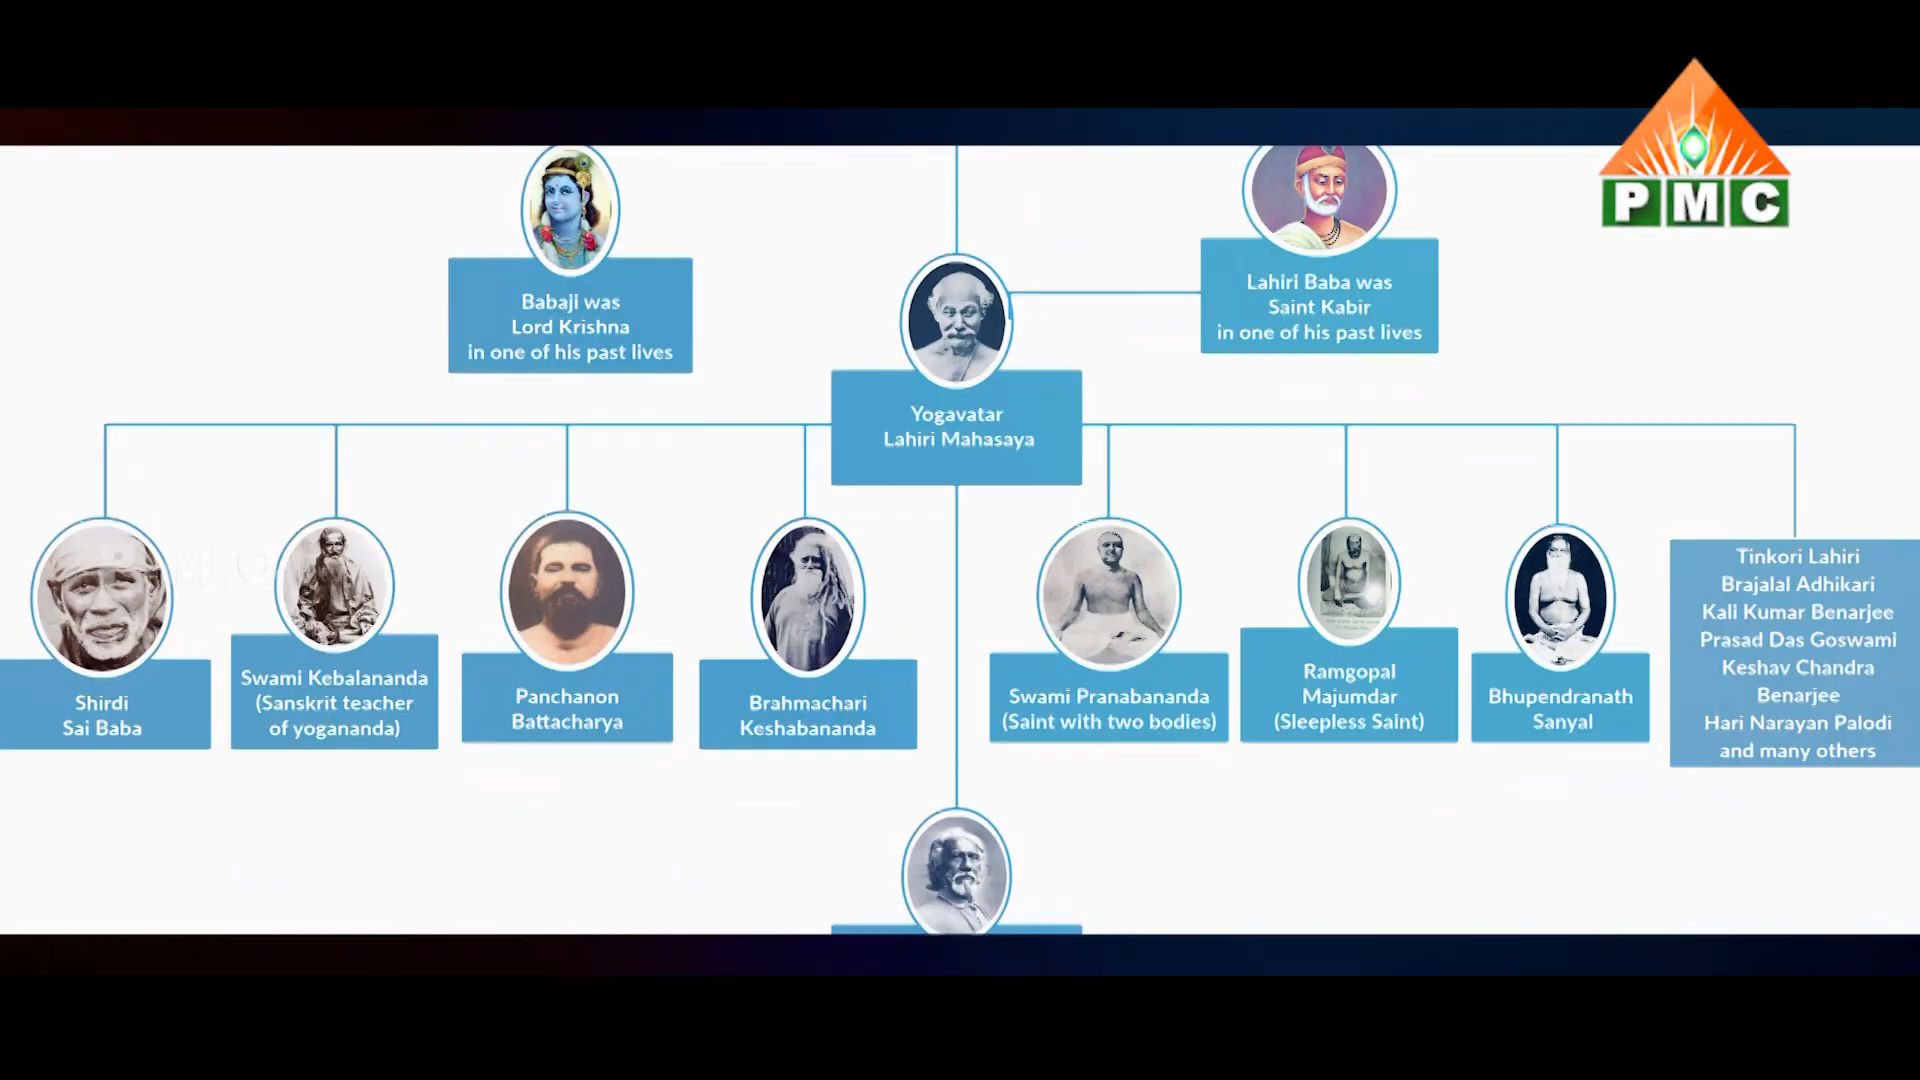 PMC
Babaji was
Lord Krishna
in one of his past lives
Lahiri Baba was
Saint Kabir
in one of his past lives
Yogavatar
Lahiri Mahasaya
Shirdi
Sai Baba
Swami Kebalananda
(Sanskrit teacher
of yogananda)
Panchanon
Battacharya
Brahmachari
Keshabananda
Swami Pranabananda
(Saint with two bodies)
Ramgopal
Majumdar
(Sleepless Saint)
Bhupendranath
Sanyal
Tinkori Lahiri
Brajalal Adhikari
Kali Kumar Benarjee
Prasad Das Goswami
Keshav Chandra
Benarjee
Hari Narayan Palodi
and many others